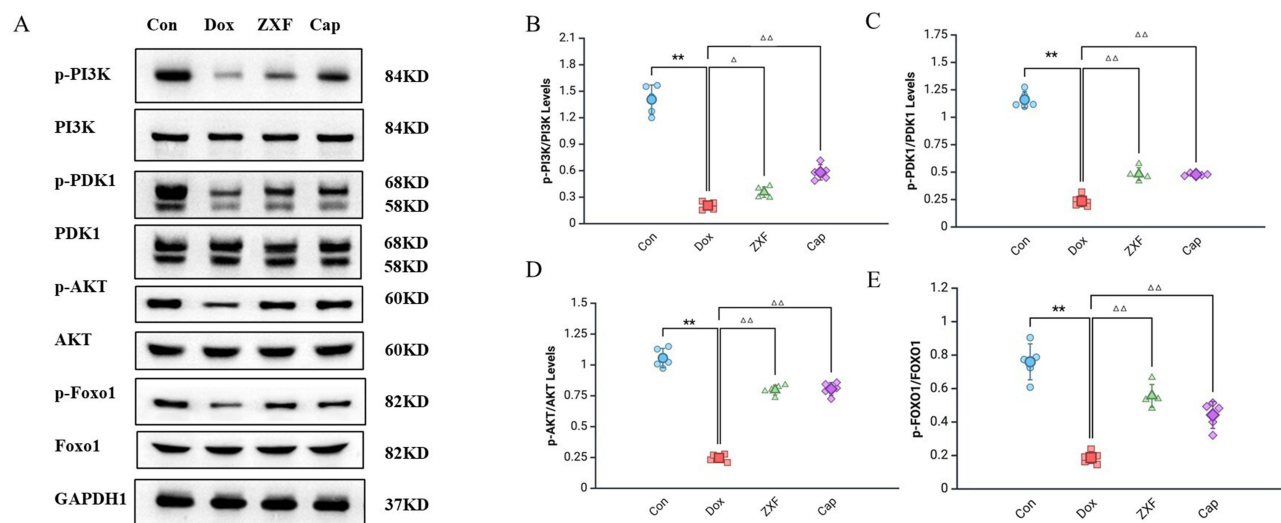 A
Con Dox ZXF Cap
p-PI3K 84KD
PI3K 84KD
p-PDK1 68KD
58KD
PDK1 68KD
58KD
p-AKT 60KD
AKT 60KD
p-Foxo1 82KD
Foxo1 82KD
GAPDH1 37KD
B
p-PI3K/PI3K Levels
2.1
1.8
1.5
1.2
0.9
0.6
0.3
0
** △ △△
Con Dox ZXF Cap
C
p-PDK1/PDK1 Levels
1.75
1.5
1.25
1
0.75
0.5
0.25
0
** △△ △△
Con Dox ZXF Cap
D
p-AKT/AKT Levels
1.5
1.25
1
0.75
0.5
0.25
0
** △△ △△
Con Dox ZXF Cap
E
p-FOXO1/FOXO1
1
0.8
0.6
0.4
0.2
0
** △△ △△
Con Dox ZXF Cap